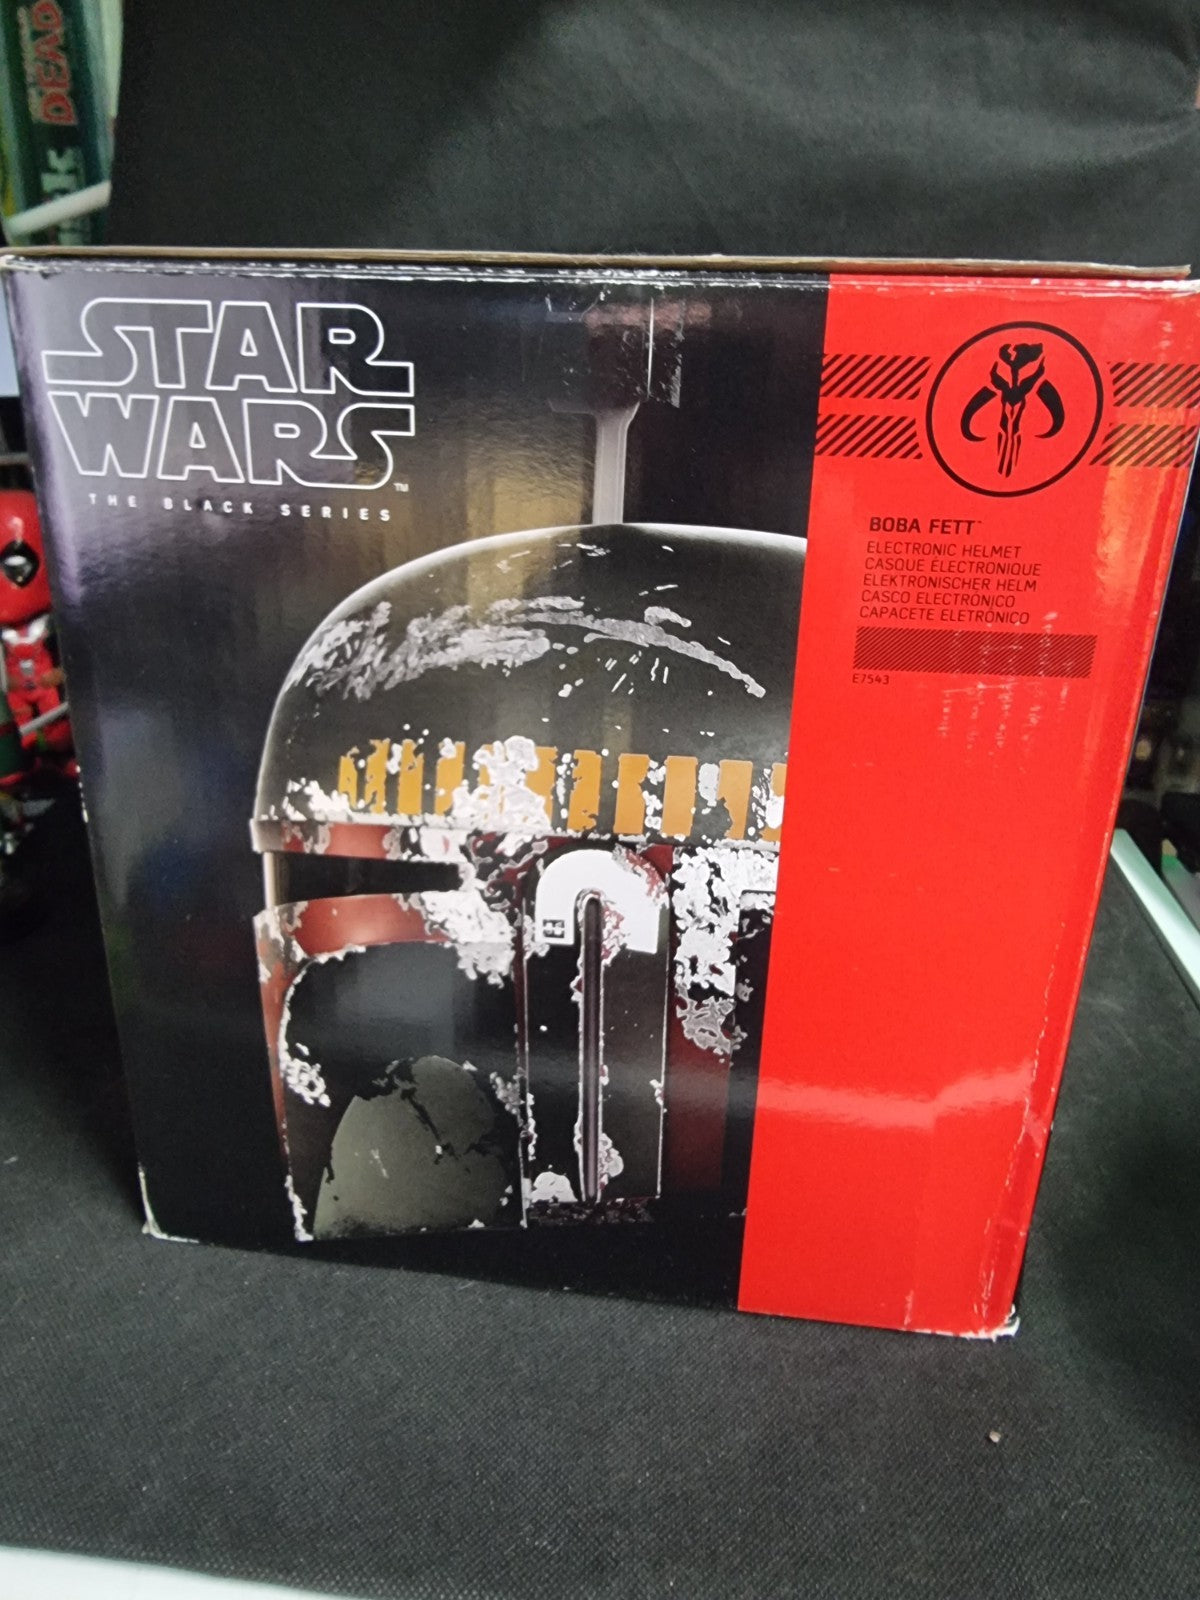 DEAD
STAR
WARS
TM
THE BLACK SERIES
BOBA FETT
ELECTRONIC HELMET
CASQUE ÉLECTRONIQUE
ELEKTRONISCHER HELM
CASCO ELECTRÓNICO
CAPACETE ELETRÔNICO
E7543